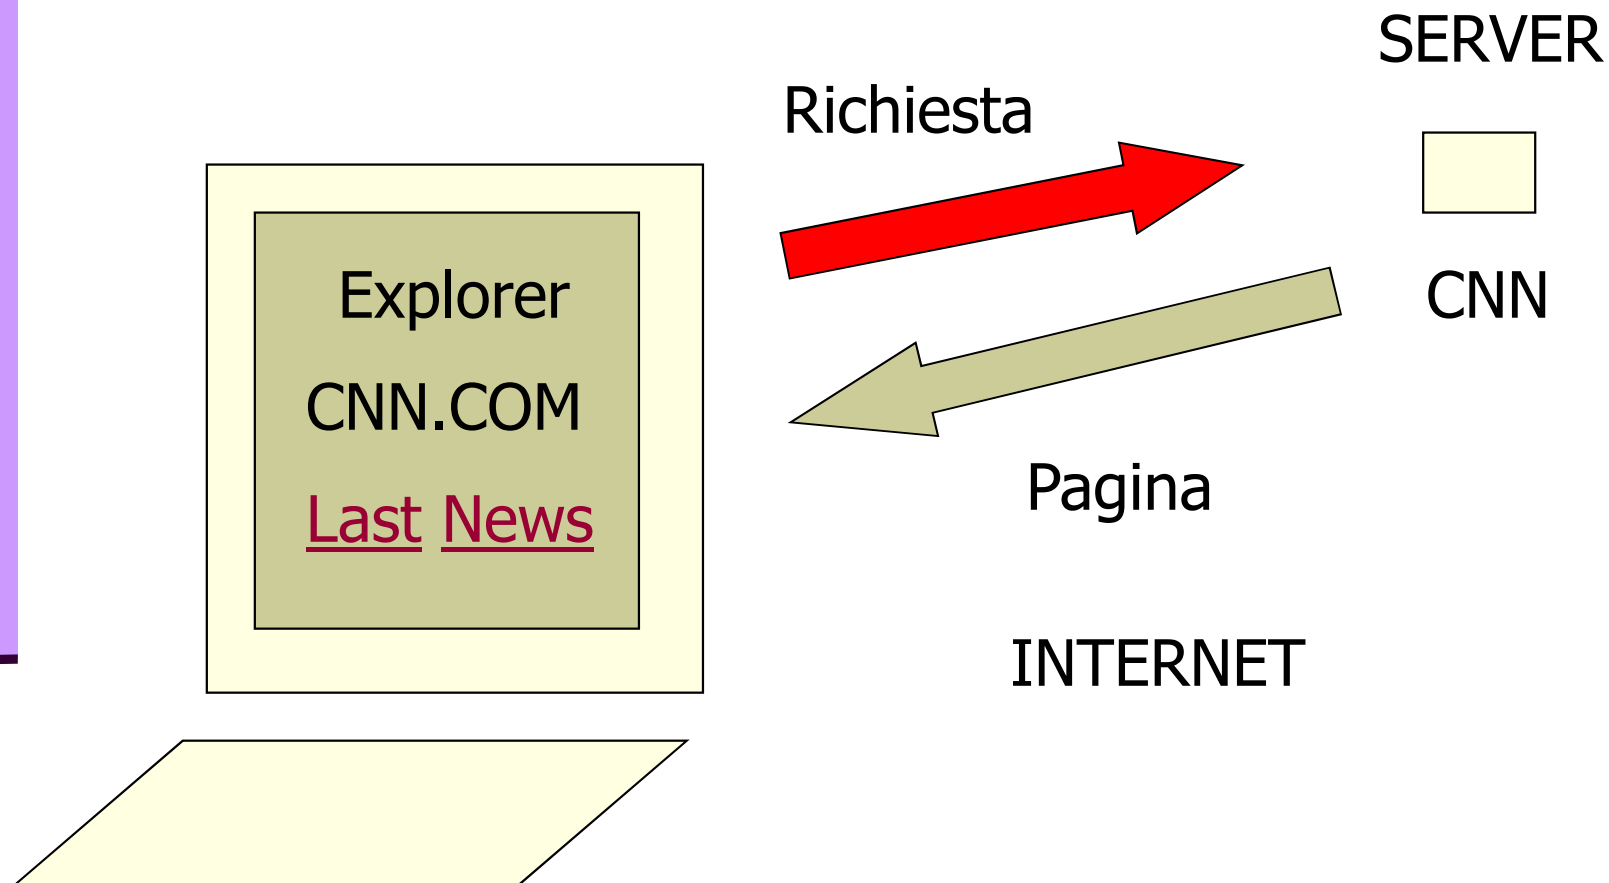 SERVER
Richiesta
Explorer
CNN
CNN.COM
Pagina
Last News
INTERNET